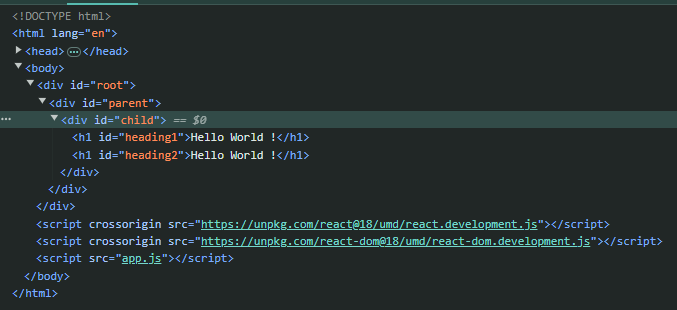 <!DOCTYPE html>
<html lang="en">
<head> ⋯ </head>
<body>
<div id="root">
<div id="parent">
<div id="child"> == $0
<h1 id="heading1">Hello World !</h1>
<h1 id="heading2">Hello World !</h1>
</div>
</div>
</div>
<script crossorigin src="https://unpkg.com/react@18/umd/react.development.js"></script>
<script crossorigin src="https://unpkg.com/react-dom@18/umd/react-dom.development.js"></script>
<script src="app.js"></script>
</body>
</html>